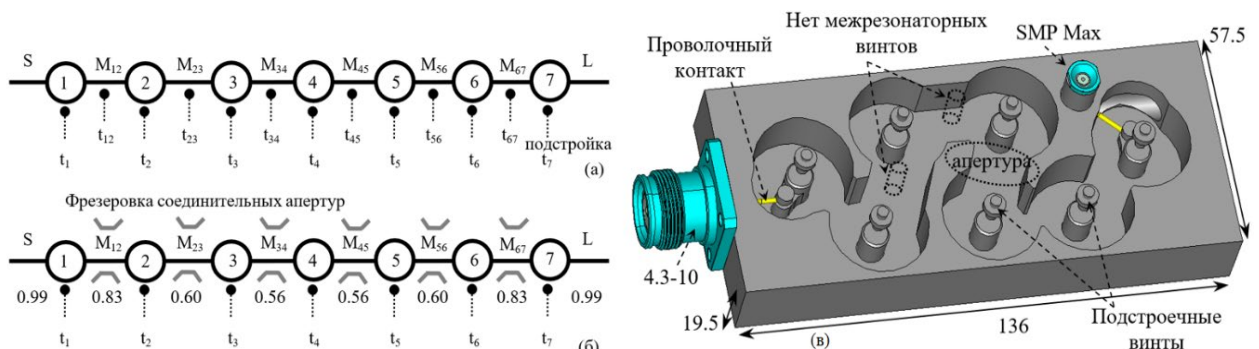 S M₁₂ M₂₃ M₃₄ M₄₅ M₅₆ M₆₇ L
1 2 3 4 5 6 7
t₁₂ t₂₃ t₃₄ t₄₅ t₅₆ t₆₇
подстройка
t₁ t₂ t₃ t₄ t₅ t₆ t₇
(а)
Фрезеровка соединительных апертур
S M₁₂ M₂₃ M₃₄ M₄₅ M₅₆ M₆₇ L
1 2 3 4 5 6 7
0.99 0.83 0.60 0.56 0.56 0.60 0.83 0.99
t₁ t₂ t₃ t₄ t₅ t₆ t₇
(б)
Нет межрезонаторных
винтов
SMP Max
57.5
Проволочный
контакт
апертура
4.3-10
19.5
136
Подстроечные
винты
(в)